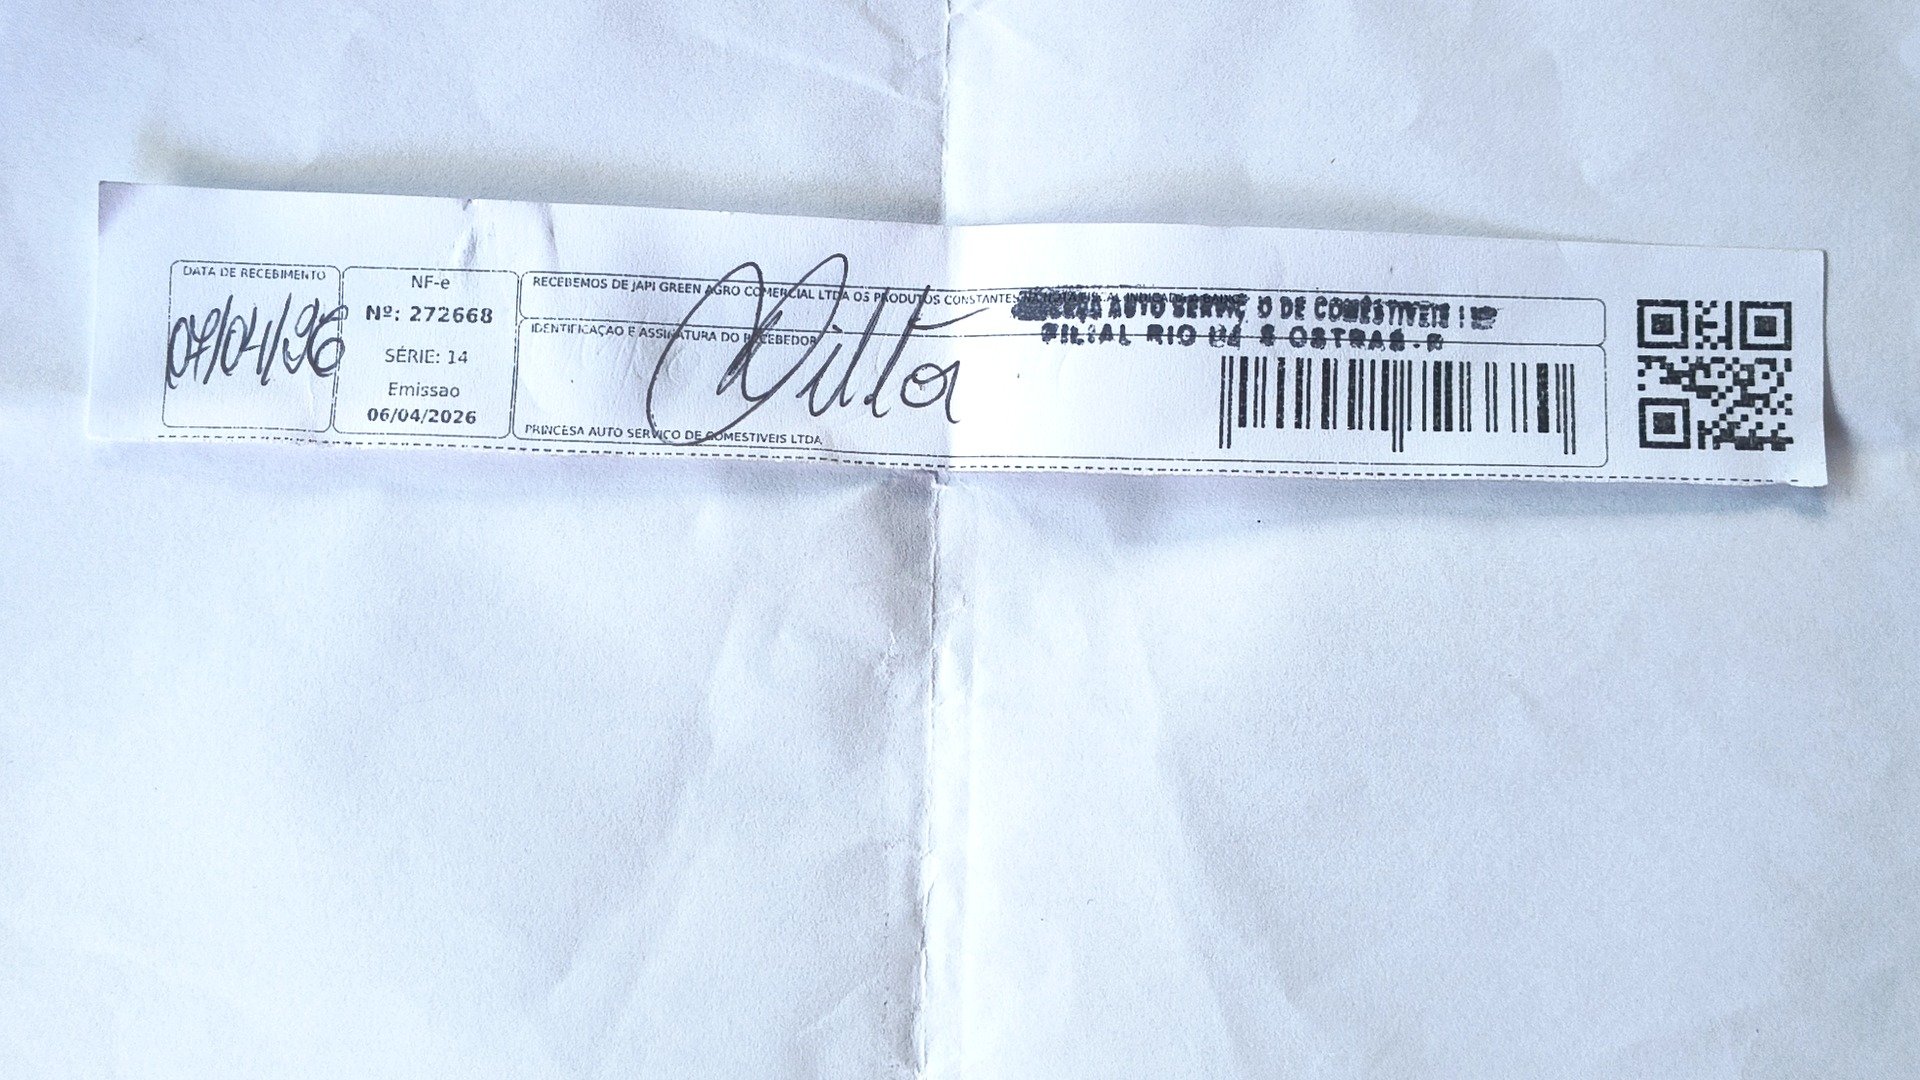 DATA DE RECEBIMENTO
07/04/26
NF-e
Nº: 272668
SÉRIE: 14
Emissao
06/04/2026
RECEBEMOS DE JAPI GREEN AGRO COMERCIAL LTDA OS PRODUTOS CONSTANTES
IDENTIFICAÇAO E ASSINATURA DO RECEBEDOR
PRINCESA AUTO SERVICO DE COMESTIVEIS LTDA
AUTO SERVIÇO DE COMESTIVEIS
FILIAL RIO OSTRAS